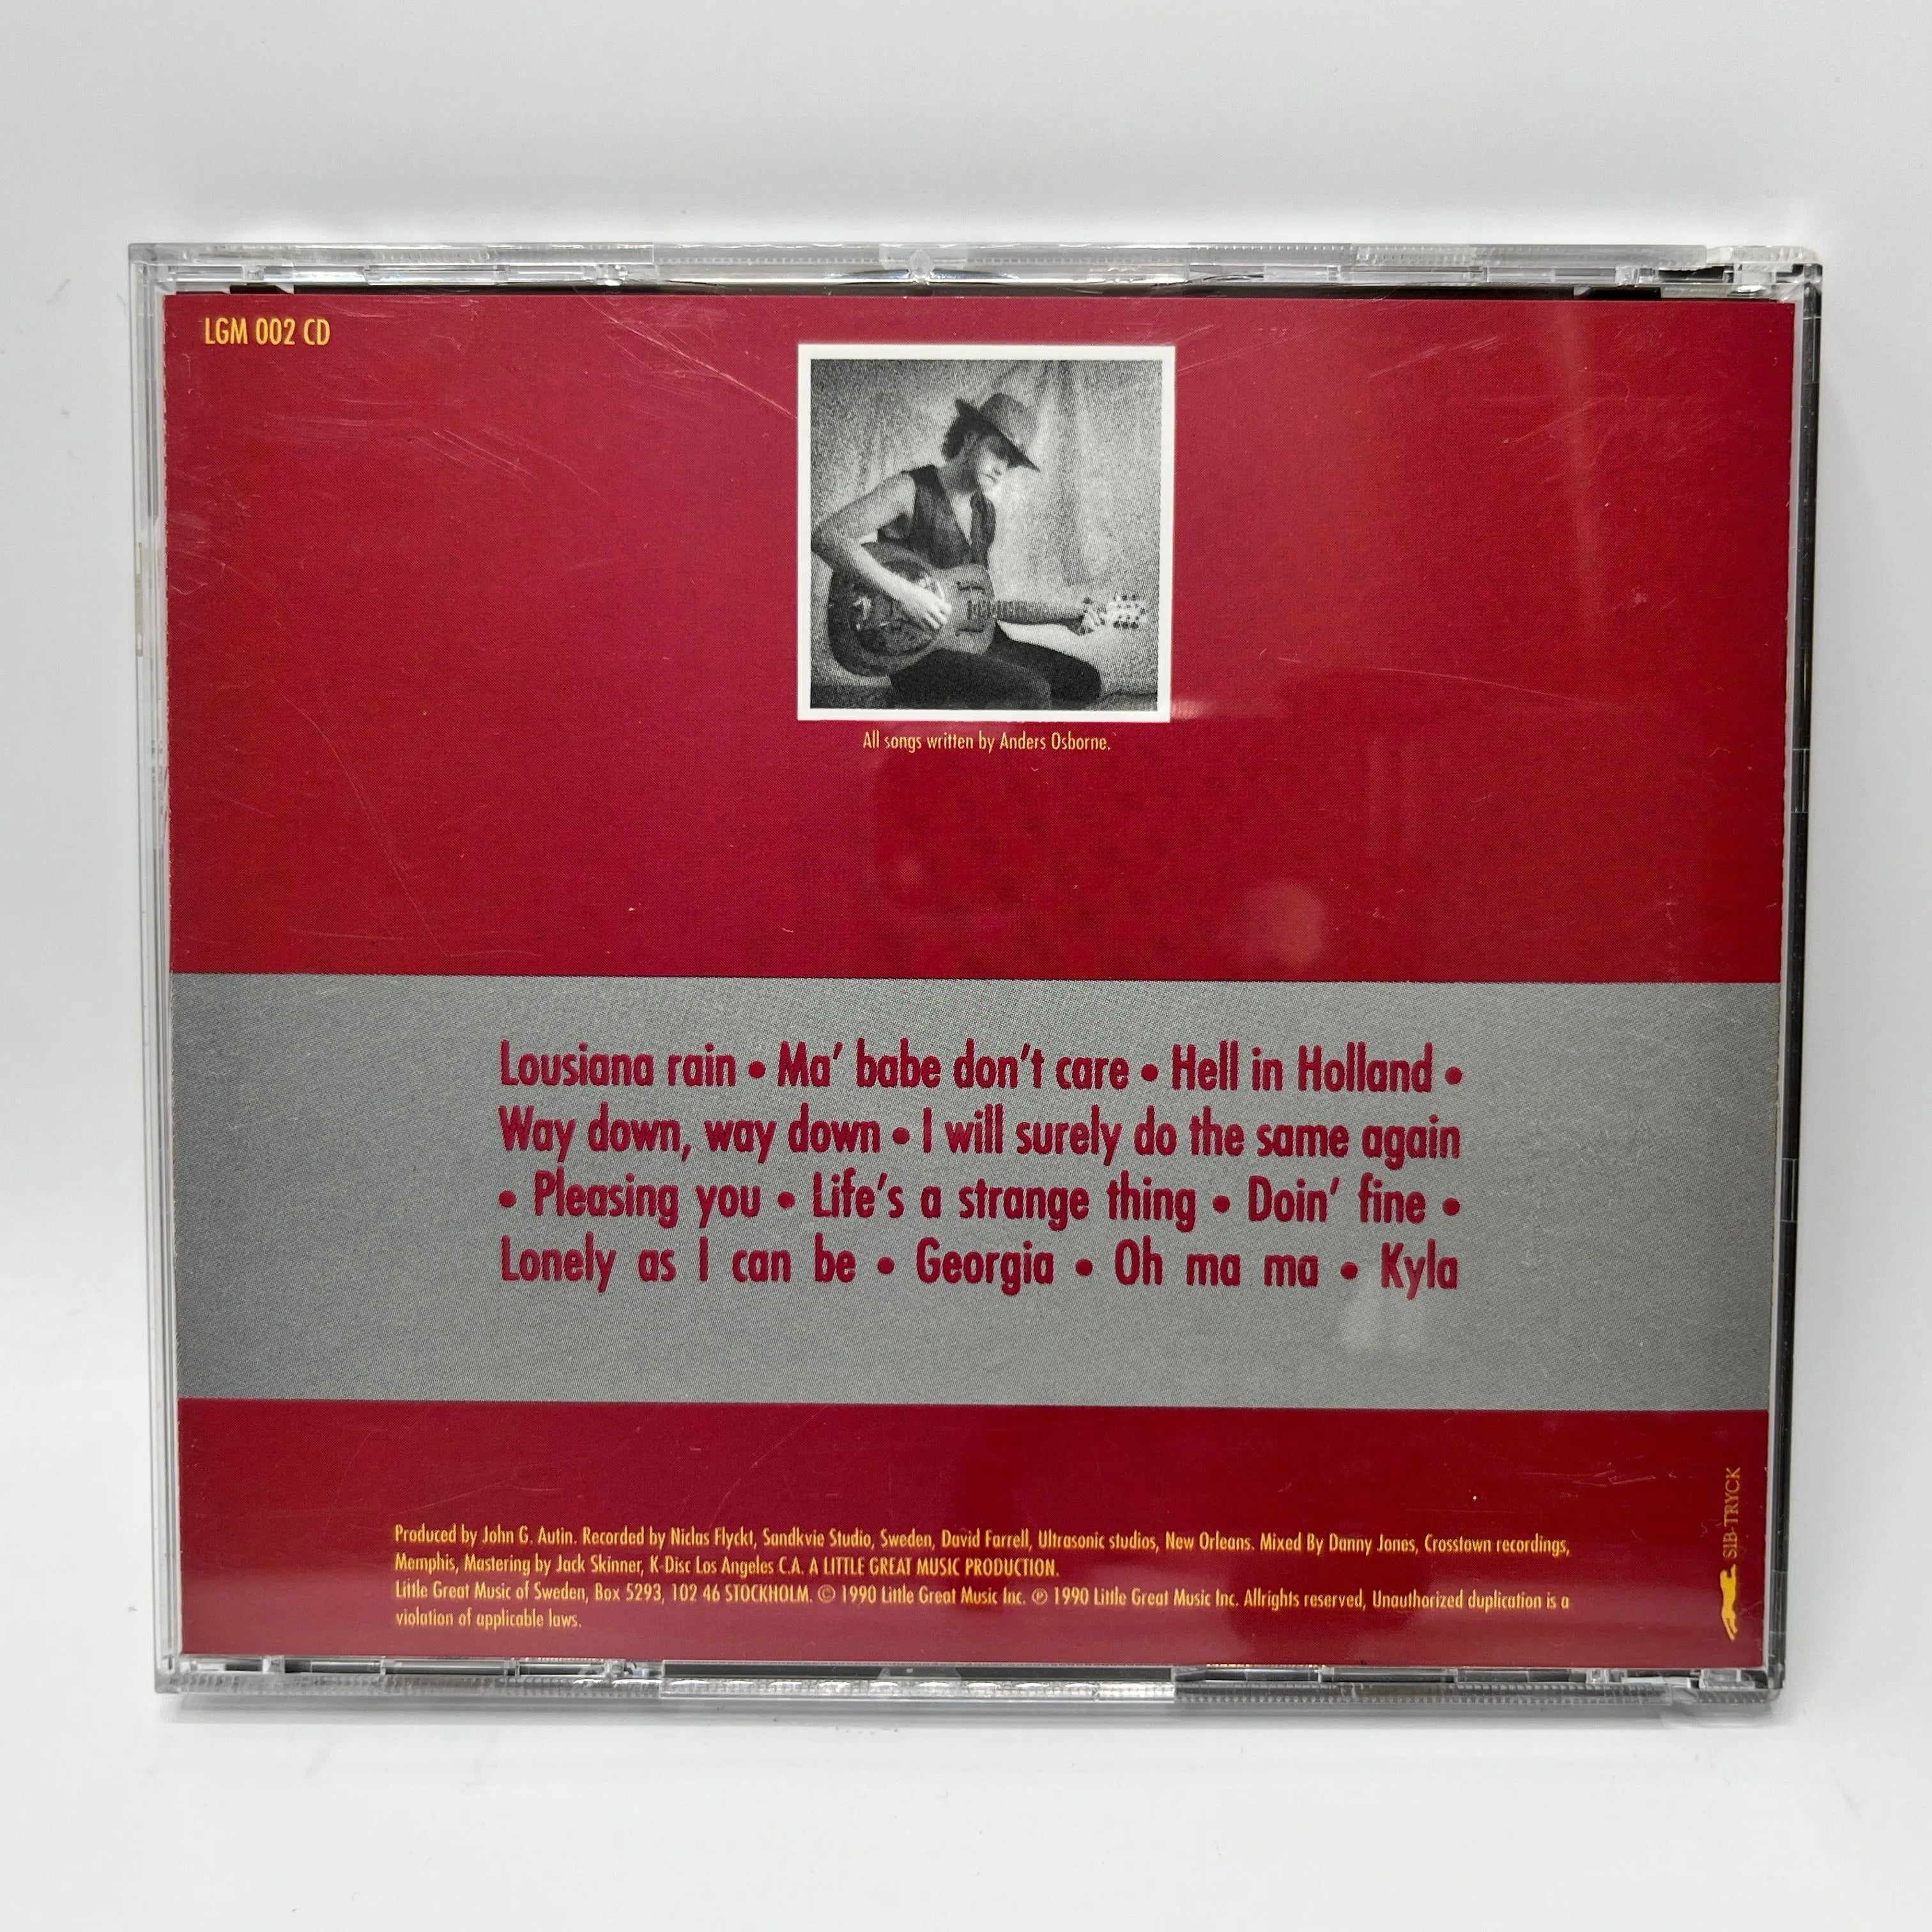 LGM 002 CD
All songs written by Anders Osborne.
Lousiana rain • Ma' babe don't care • Hell in Holland •
Way down, way down • I will surely do the same again
• Pleasing you • Life's a strange thing • Doin' fine •
Lonely as I can be • Georgia • Oh ma ma • Kyla
Produced by John G. Autin. Recorded by Niclas Flyckt, Sandkvie Studio, Sweden, David Farrell, Ultrasonic studios, New Orleans. Mixed By Danny Jones, Crosstown recordings,
Memphis, Mastering by Jack Skinner, K-Disc Los Angeles C.A. A LITTLE GREAT MUSIC PRODUCTION.
Little Great Music of Sweden, Box 5293, 102 46 STOCKHOLM. © 1990 Little Great Music Inc. ℗ 1990 Little Great Music Inc. Allrights reserved, Unauthorized duplication is a
violation of applicable laws.
SIB-TRYCK